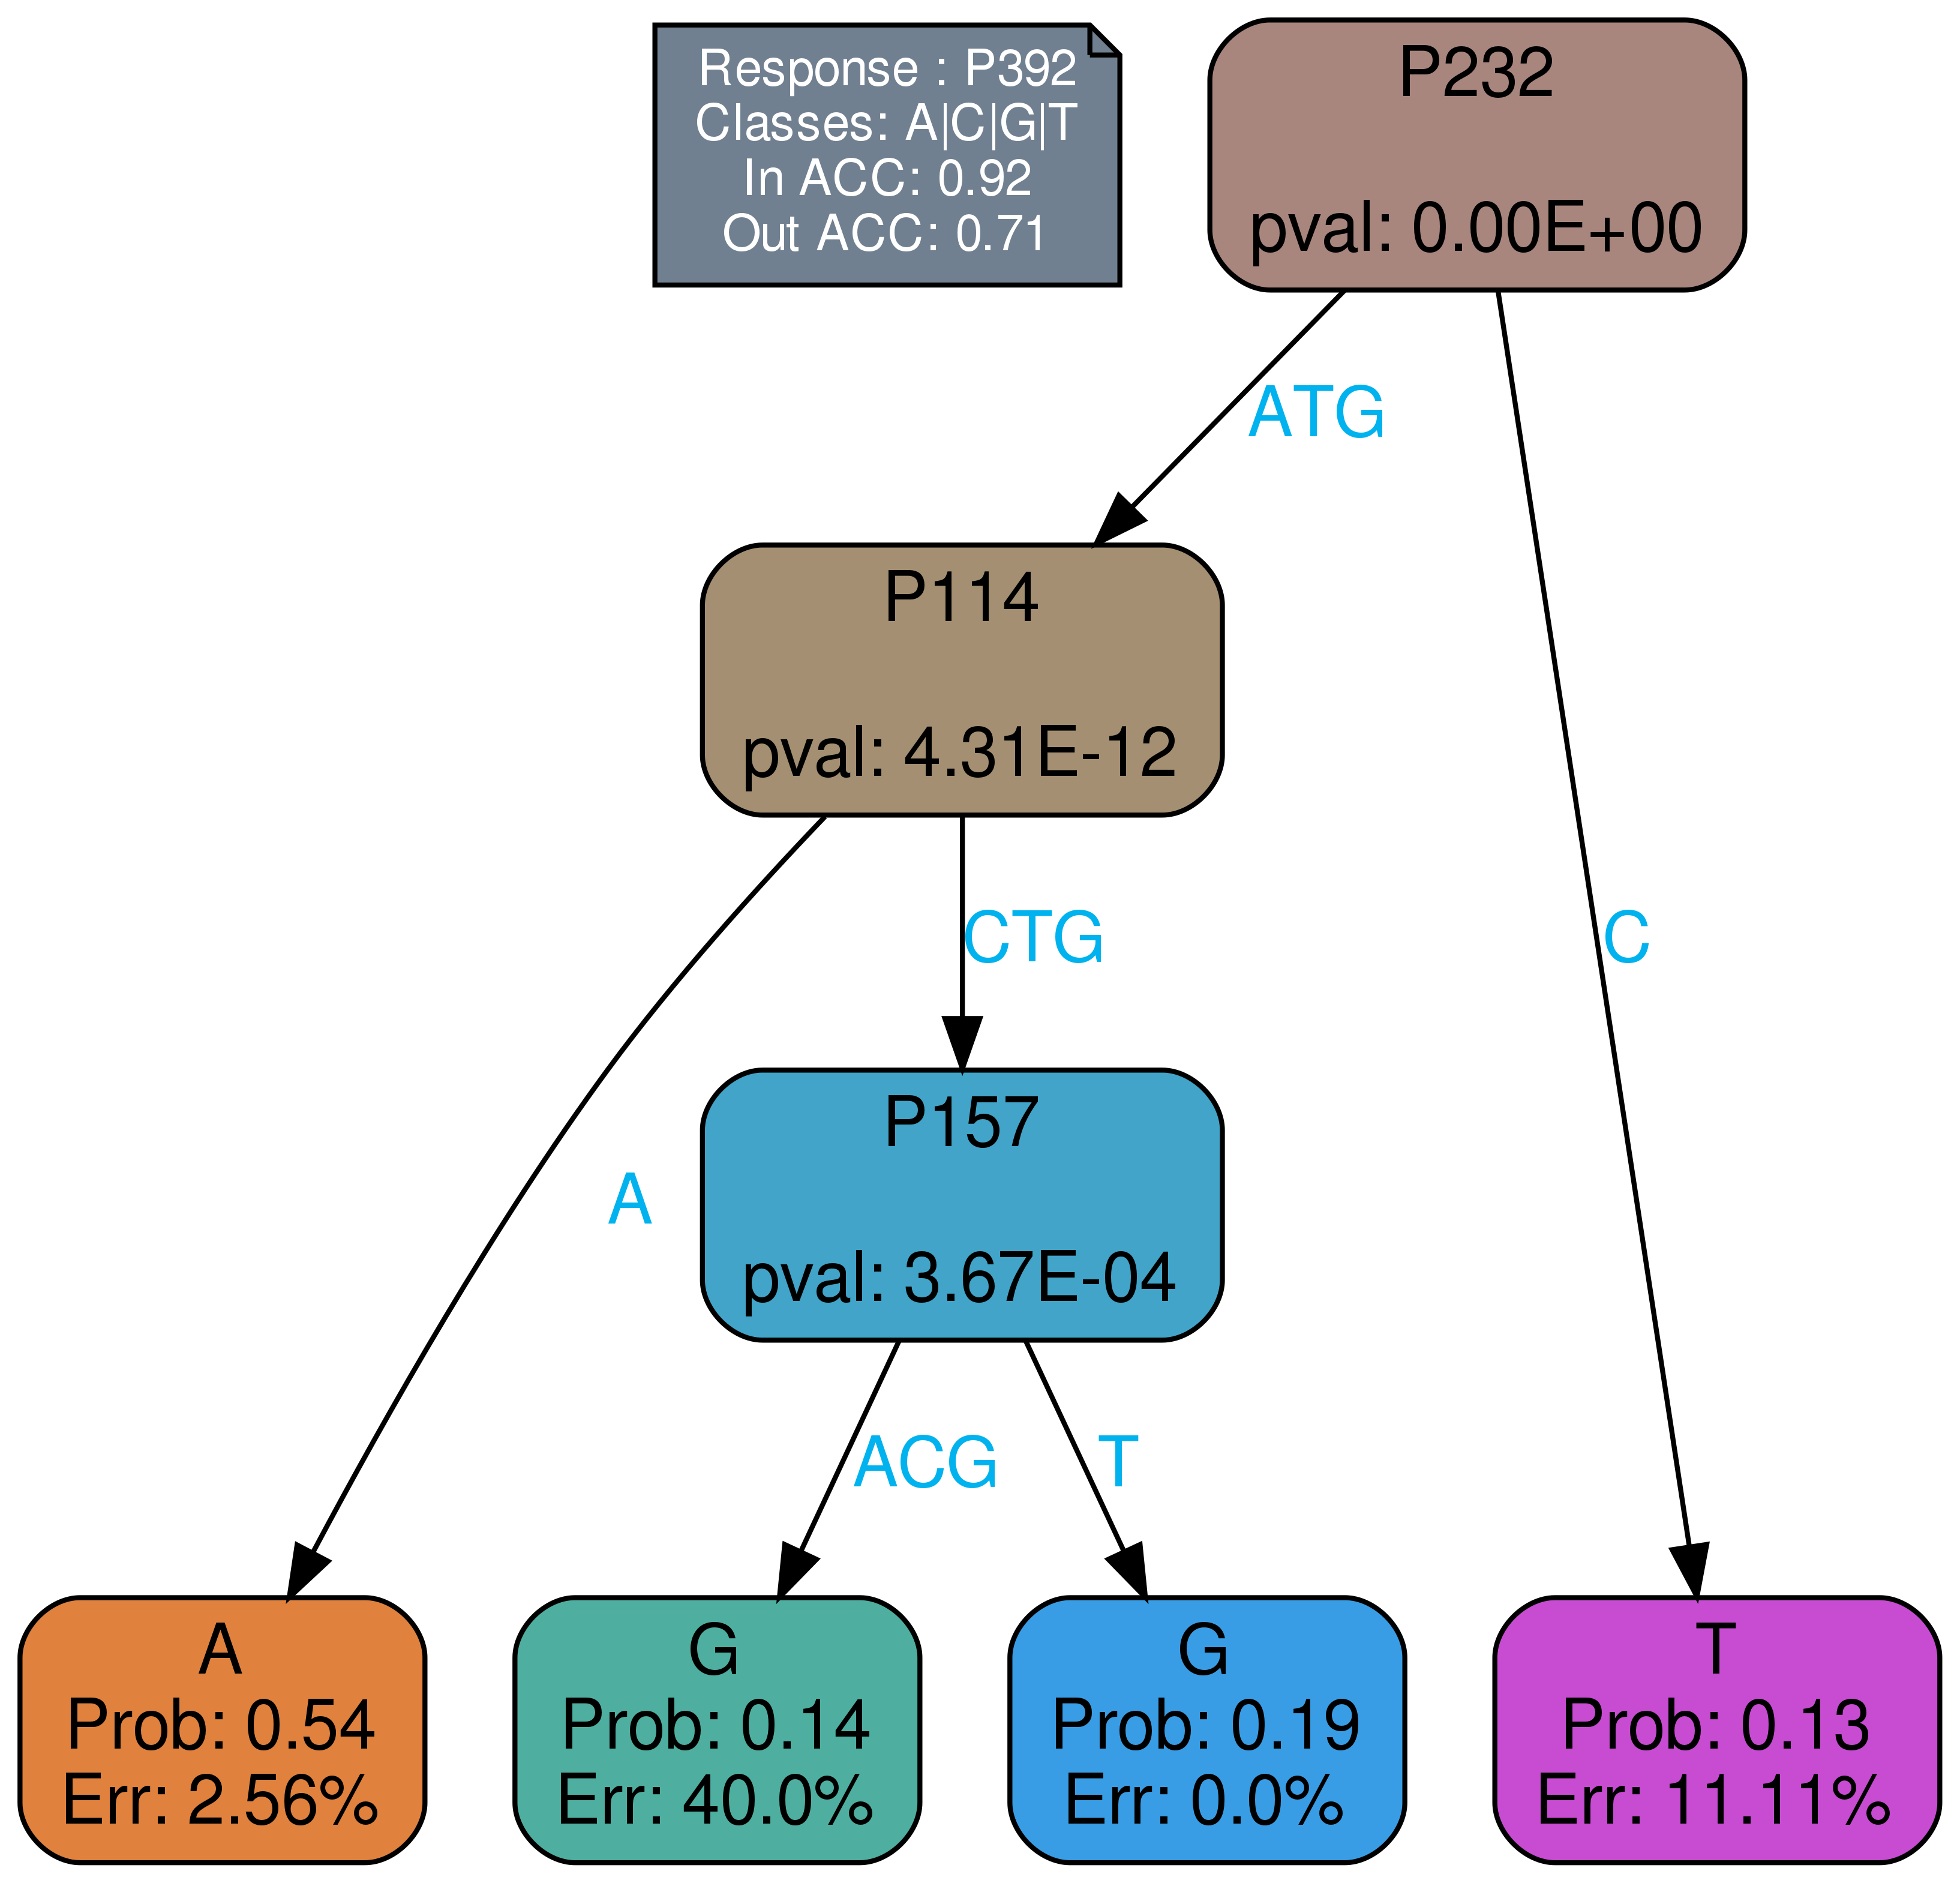 Response : P392
Classes: A|C|G|T
In ACC: 0.92
Out ACC: 0.71
P232
pval: 0.00E+00
ATG
P114
pval: 4.31E-12
CTG
C
P157
pval: 3.67E-04
A
ACG
T
A
Prob: 0.54
Err: 2.56%
G
Prob: 0.14
Err: 40.0%
G
Prob: 0.19
Err: 0.0%
T
Prob: 0.13
Err: 11.11%